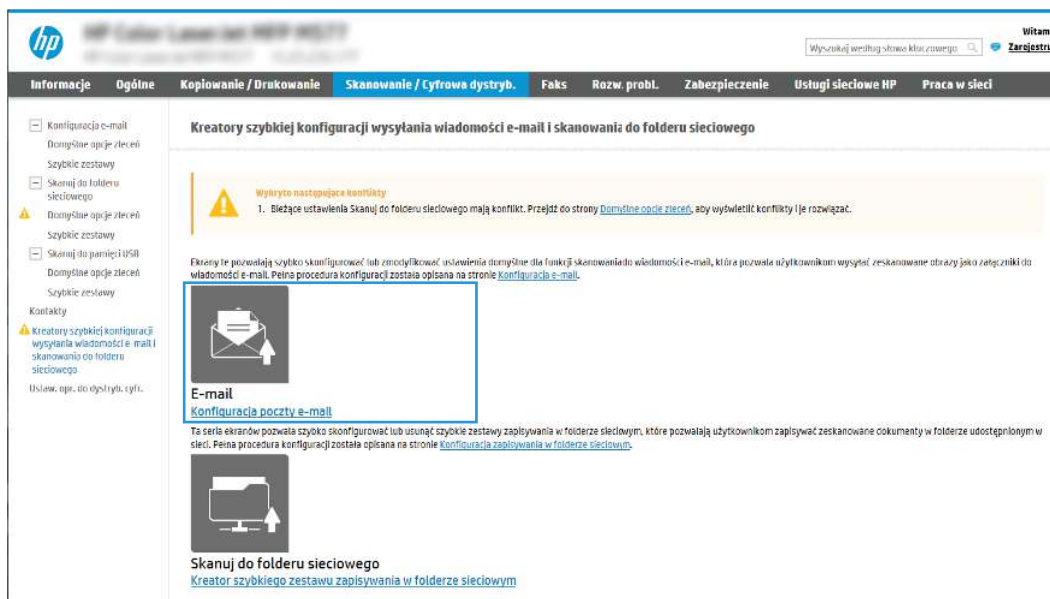 hp
Witam
Wyszukaj według słowa kluczowego
Zarejestru
Informacje Ogólne Kopiowanie / Drukowanie Skanowanie / Cyfrowa dystryb. Faks Rozw. probl. Zabezpieczenie Usługi sieciowe HP Praca w sieci
Konfiguracja e-mail
Domyślne opcje zleceń
Szybkie zestawy
Skanuj do folderu
sieciowego
Domyślne opcje zleceń
Szybkie zestawy
Skanuj do pamięci USB
Domyślne opcje zleceń
Szybkie zestawy
Kontakty
Kreatory szybkiej konfiguracji
wysyłania wiadomości e-mail i
skanowania do folderu
sieciowego
Ustaw. opr. do dystryb. cyfr.
Kreatory szybkiej konfiguracji wysyłania wiadomości e-mail i skanowania do folderu sieciowego
Wykryto następujące konflikty
1. Bieżące ustawienia Skanuj do folderu sieciowego mają konflikt. Przejdź do strony Domyślne opcje zleceń, aby wyświetlić konflikty i je rozwiązać.
Ekrany te pozwalają szybko skonfigurować lub zmodyfikować ustawienia domyślne dla funkcji skanowaniado wiadomości e-mail, która pozwala użytkownikom wysyłać zeskanowane obrazy jako załączniki do
wiadomości e-mail. Pełna procedura konfiguracji została opisana na stronie Konfiguracja e-mail.
E-mail
Konfiguracja poczty e-mail
Ta seria ekranów pozwala szybko skonfigurować lub usunąć szybkie zestawy zapisywania w folderze sieciowym, które pozwalają użytkownikom zapisywać zeskanowane dokumenty w folderze udostępnionym w
sieci. Pełna procedura konfiguracji została opisana na stronie Konfiguracja zapisywania w folderze sieciowym.
Skanuj do folderu sieciowego
Kreator szybkiego zestawu zapisywania w folderze sieciowym